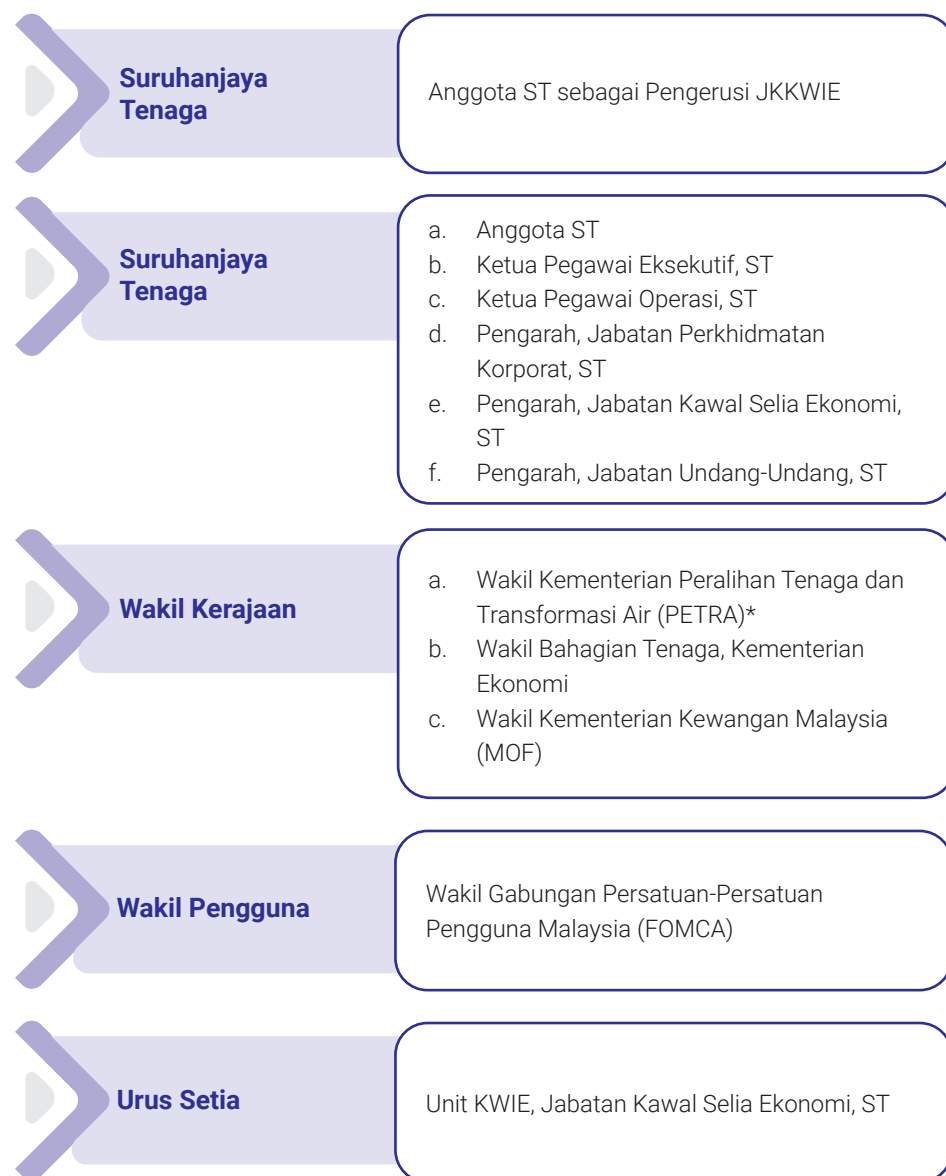 Suruhanjaya
Tenaga
Anggota ST sebagai Pengerusi JKKWIE
Suruhanjaya
Tenaga
a. Anggota ST
b. Ketua Pegawai Eksekutif, ST
c. Ketua Pegawai Operasi, ST
d. Pengarah, Jabatan Perkhidmatan
Korporat, ST
e. Pengarah, Jabatan Kawal Selia Ekonomi,
ST
f. Pengarah, Jabatan Undang-Undang, ST
Wakil Kerajaan
a. Wakil Kementerian Peralihan Tenaga dan
Transformasi Air (PETRA)*
b. Wakil Bahagian Tenaga, Kementerian
Ekonomi
c. Wakil Kementerian Kewangan Malaysia
(MOF)
Wakil Pengguna
Wakil Gabungan Persatuan-Persatuan
Pengguna Malaysia (FOMCA)
Urus Setia
Unit KWIE, Jabatan Kawal Selia Ekonomi, ST